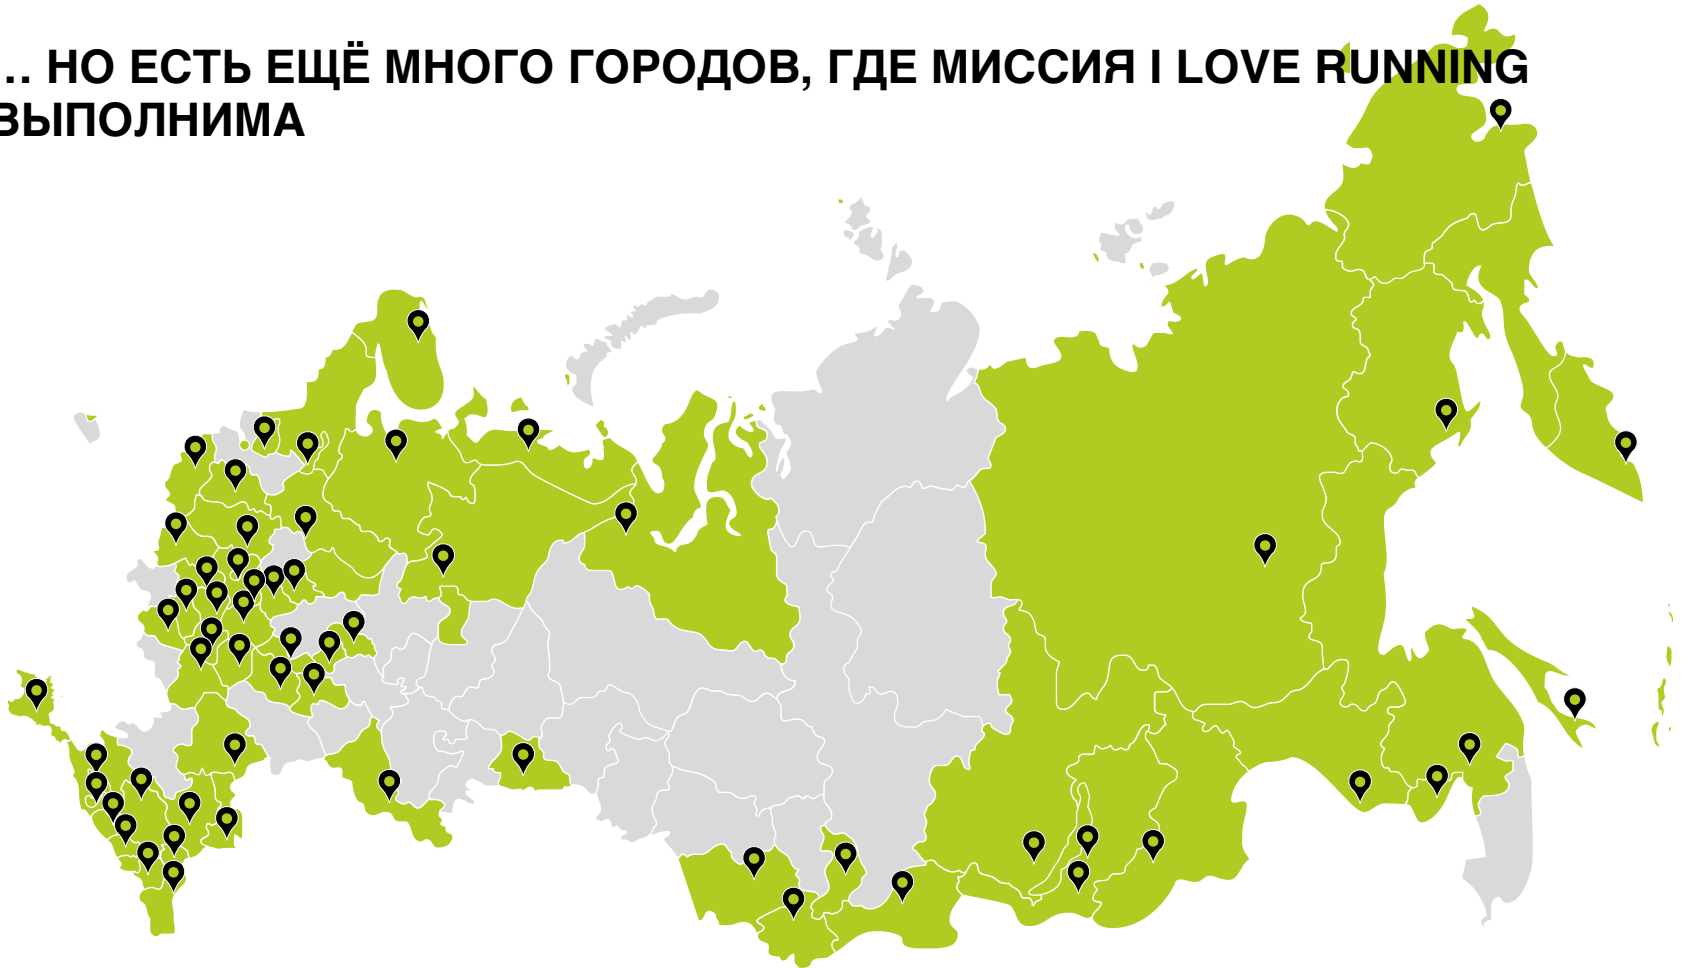 ... НО ЕСТЬ ЕЩЁ МНОГО ГОРОДОВ, ГДЕ МИССИЯ I LOVE RUNNING
ВЫПОЛНИМА